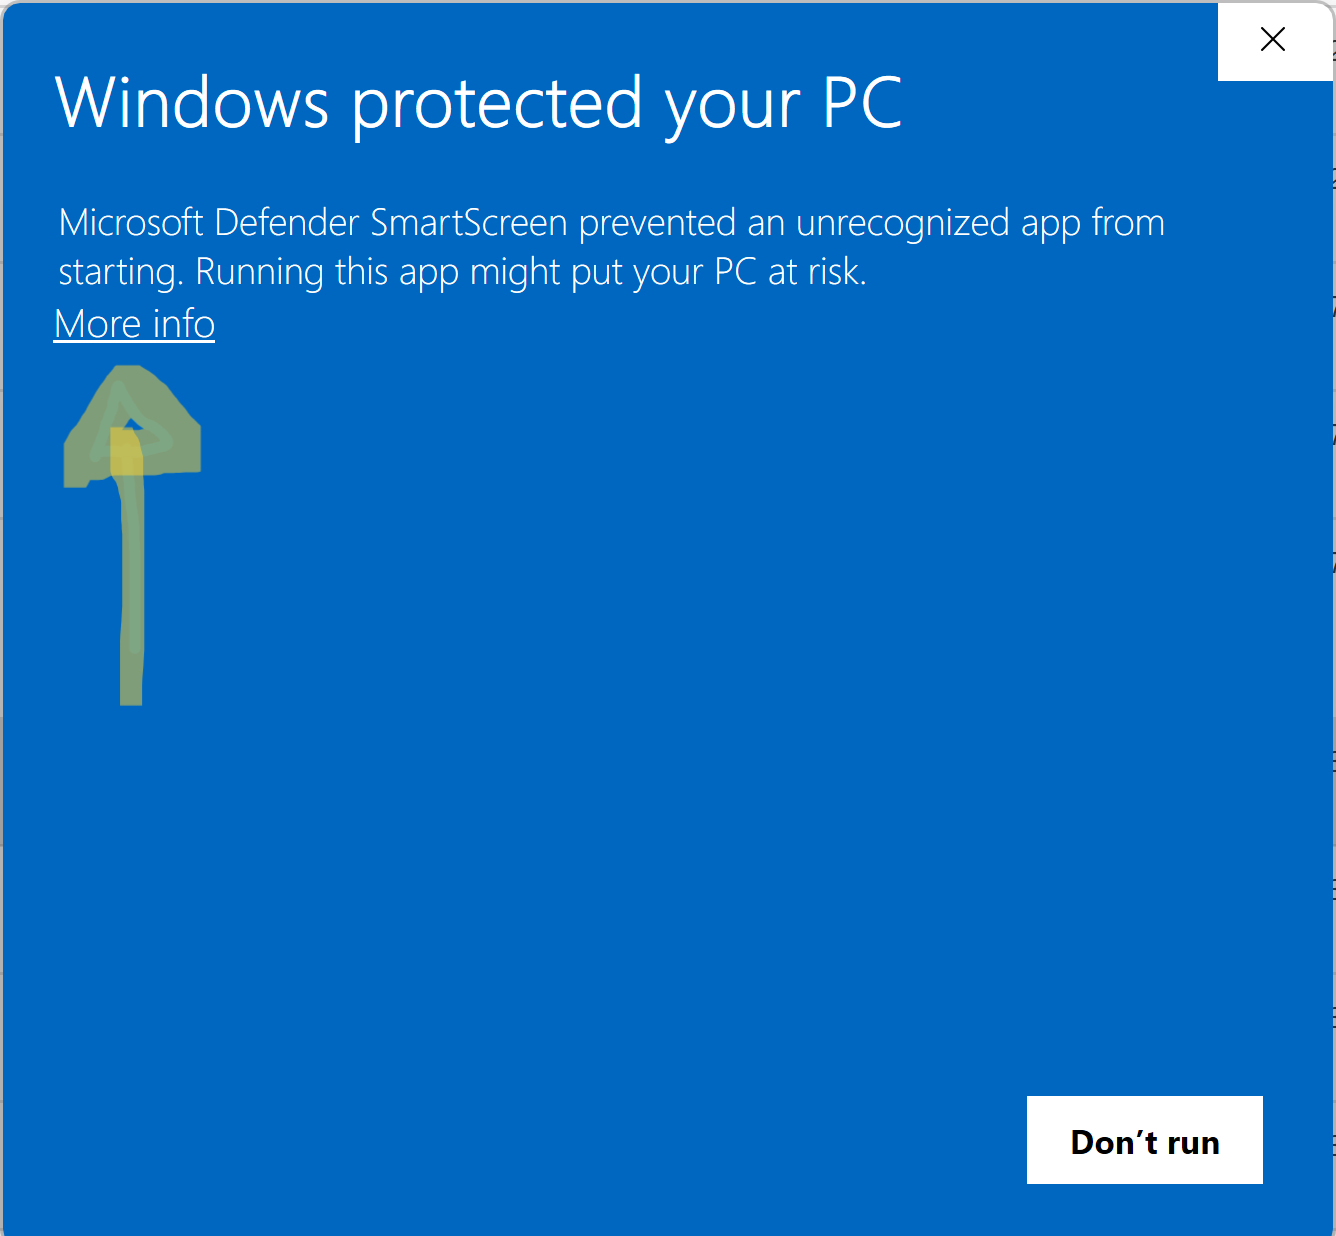 Windows protected your PC
Microsoft Defender SmartScreen prevented an unrecognized app from
starting. Running this app might put your PC at risk.
More info
Don’t run